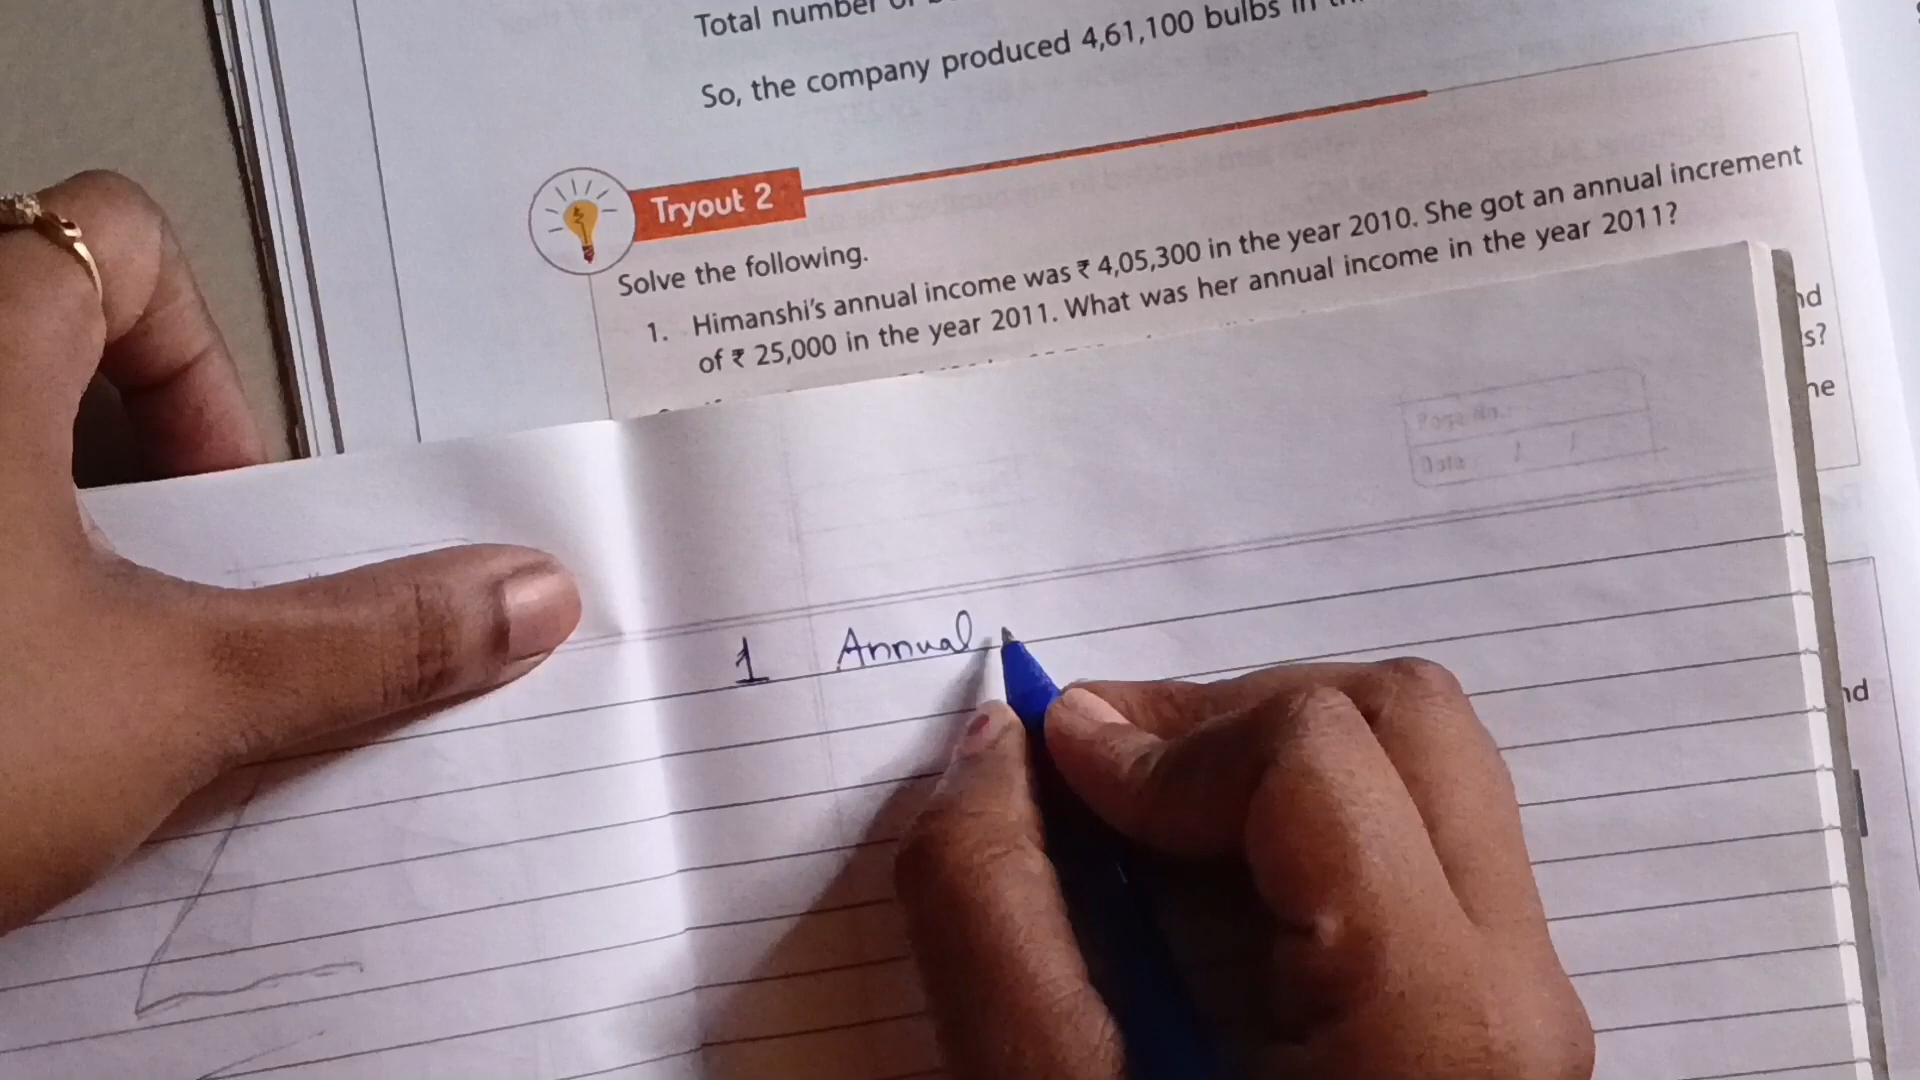 Total number
So, the company produced 4,61,100 bulbs in
Tryout 2
Solve the following.
1. Himanshi's annual income was ₹ 4,05,300 in the year 2010. She got an annual increment
of ₹ 25,000 in the year 2011. What was her annual income in the year 2011?
nd
s?
he
Page No.:
Date / /
1 Annual
nd